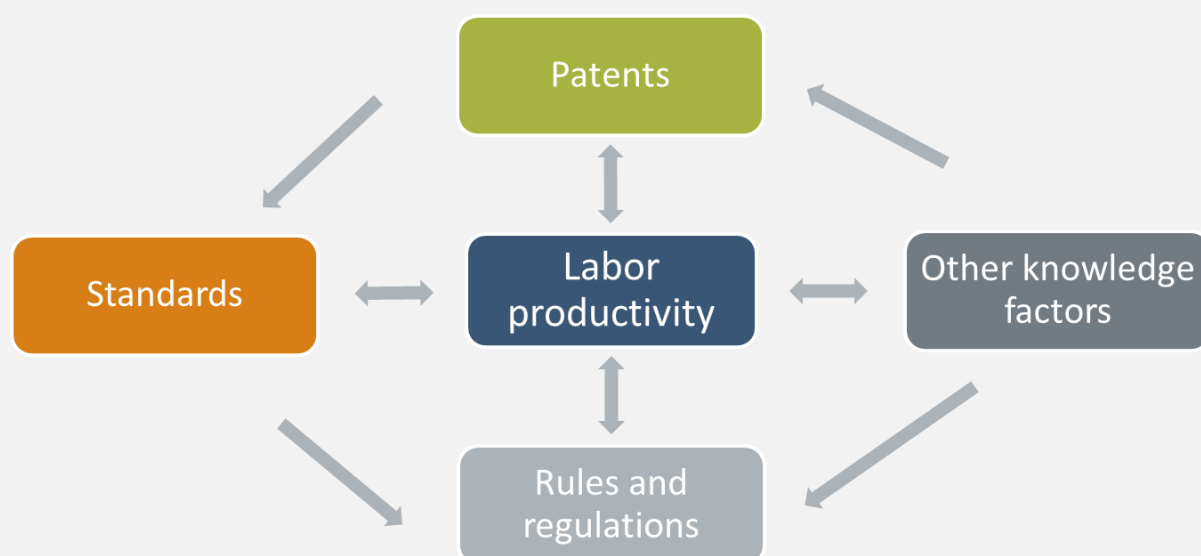 Patents
Standards
Labor
productivity
Other knowledge
factors
Rules and
regulations